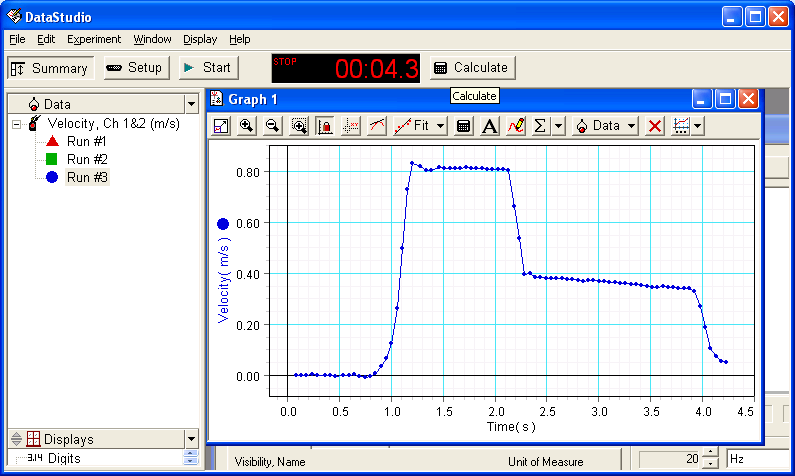 DataStudio
File Edit Experiment Window Display Help
Summary Setup Start STOP 00:04.3 Calculate
Calculate
Data
Velocity, Ch 1&2 (m/s)
Run #1
Run #2
Run #3
Graph 1
Fit A Σ Data
0.80
0.60
0.40
0.20
0.00
Velocity( m/s )
0.0 0.5 1.0 1.5 2.0 2.5 3.0 3.5 4.0 4.5
Time( s )
Displays
3.14 Digits
Visibility, Name Unit of Measure 20 Hz